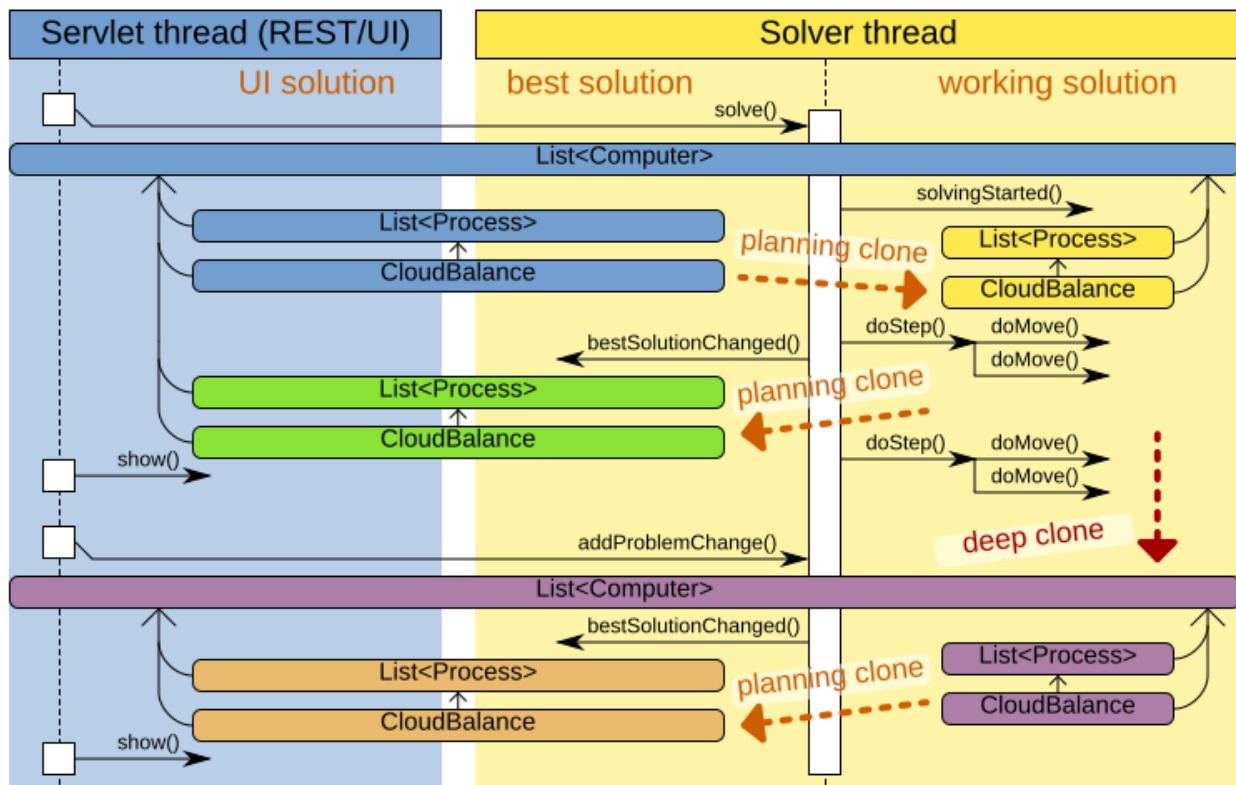 Servlet thread (REST/UI)
Solver thread
UI solution
best solution
working solution
solve()
List<Computer>
solvingStarted()
List<Process>
planning clone
List<Process>
CloudBalance
CloudBalance
bestSolutionChanged()
doStep()
doMove()
doMove()
List<Process>
planning clone
CloudBalance
show()
doStep()
doMove()
doMove()
addProblemChange()
deep clone
List<Computer>
bestSolutionChanged()
List<Process>
planning clone
List<Process>
CloudBalance
CloudBalance
show()